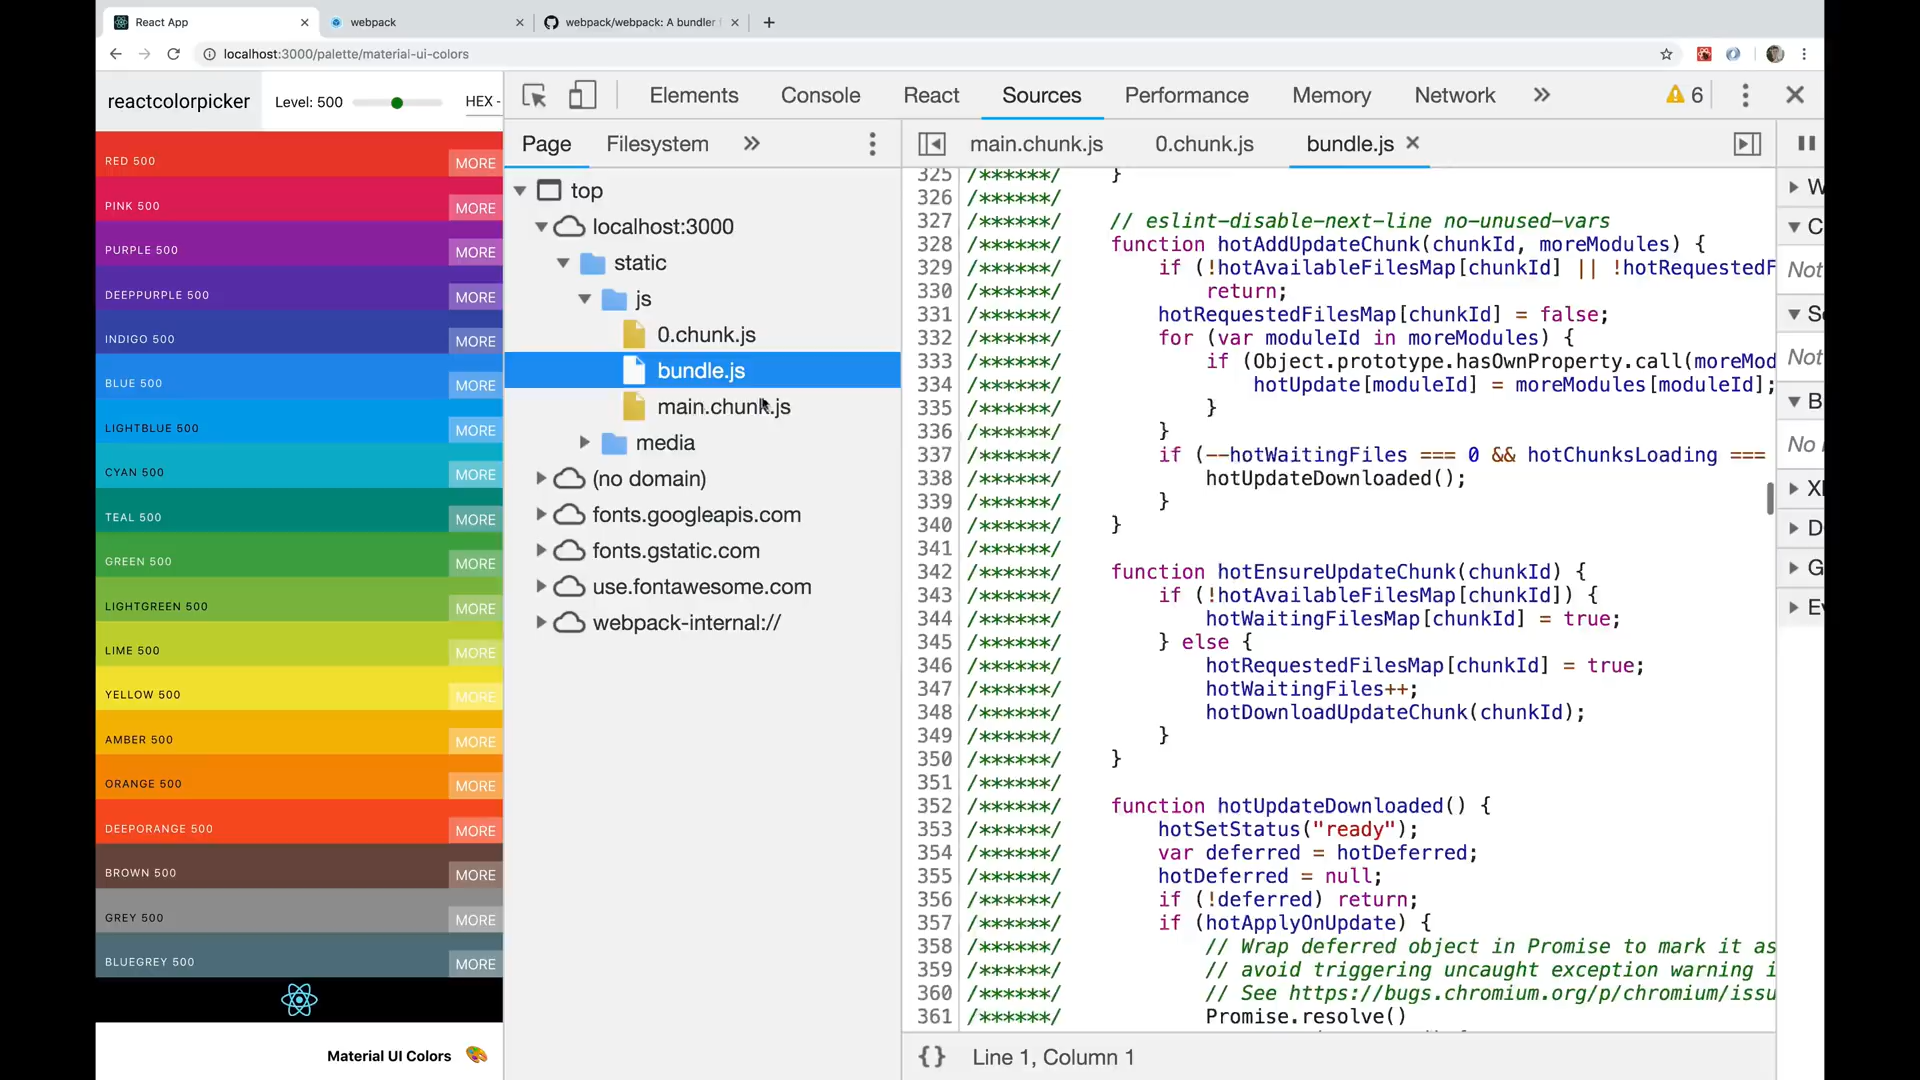 React App
webpack
webpack/webpack: A bundler
localhost:3000/palette/material-ui-colors
reactcolorpicker
Level: 500
HEX -
RED 500
MORE
PINK 500
MORE
PURPLE 500
MORE
DEEPPURPLE 500
MORE
INDIGO 500
MORE
BLUE 500
MORE
LIGHTBLUE 500
MORE
CYAN 500
MORE
TEAL 500
MORE
GREEN 500
MORE
LIGHTGREEN 500
MORE
LIME 500
MORE
YELLOW 500
MORE
AMBER 500
MORE
ORANGE 500
MORE
DEEPORANGE 500
MORE
BROWN 500
MORE
GREY 500
MORE
BLUEGREY 500
MORE
Material UI Colors 🎨
Elements Console React Sources Performance Memory Network » 6
Page Filesystem »
top
localhost:3000
static
js
0.chunk.js
bundle.js
main.chunk.js
media
(no domain)
fonts.googleapis.com
fonts.gstatic.com
use.fontawesome.com
webpack-internal://
main.chunk.js 0.chunk.js bundle.js
325 /******/ }
326 /******/
327 /******/ // eslint-disable-next-line no-unused-vars
328 /******/ function hotAddUpdateChunk(chunkId, moreModules) {
329 /******/ if (!hotAvailableFilesMap[chunkId] || !hotRequestedF
330 /******/ return;
331 /******/ hotRequestedFilesMap[chunkId] = false;
332 /******/ for (var moduleId in moreModules) {
333 /******/ if (Object.prototype.hasOwnProperty.call(moreMod
334 /******/ hotUpdate[moduleId] = moreModules[moduleId];
335 /******/ }
336 /******/ }
337 /******/ if (--hotWaitingFiles === 0 && hotChunksLoading ===
338 /******/ hotUpdateDownloaded();
339 /******/ }
340 /******/ }
341 /******/
342 /******/ function hotEnsureUpdateChunk(chunkId) {
343 /******/ if (!hotAvailableFilesMap[chunkId]) {
344 /******/ hotWaitingFilesMap[chunkId] = true;
345 /******/ } else {
346 /******/ hotRequestedFilesMap[chunkId] = true;
347 /******/ hotWaitingFiles++;
348 /******/ hotDownloadUpdateChunk(chunkId);
349 /******/ }
350 /******/ }
351 /******/
352 /******/ function hotUpdateDownloaded() {
353 /******/ hotSetStatus("ready");
354 /******/ var deferred = hotDeferred;
355 /******/ hotDeferred = null;
356 /******/ if (!deferred) return;
357 /******/ if (hotApplyOnUpdate) {
358 /******/ // Wrap deferred object in Promise to mark it as
359 /******/ // avoid triggering uncaught exception warning i
360 /******/ // See https://bugs.chromium.org/p/chromium/issu
361 /******/ Promise.resolve()
{} Line 1, Column 1
W
C
Not
Not
B
No
D
G